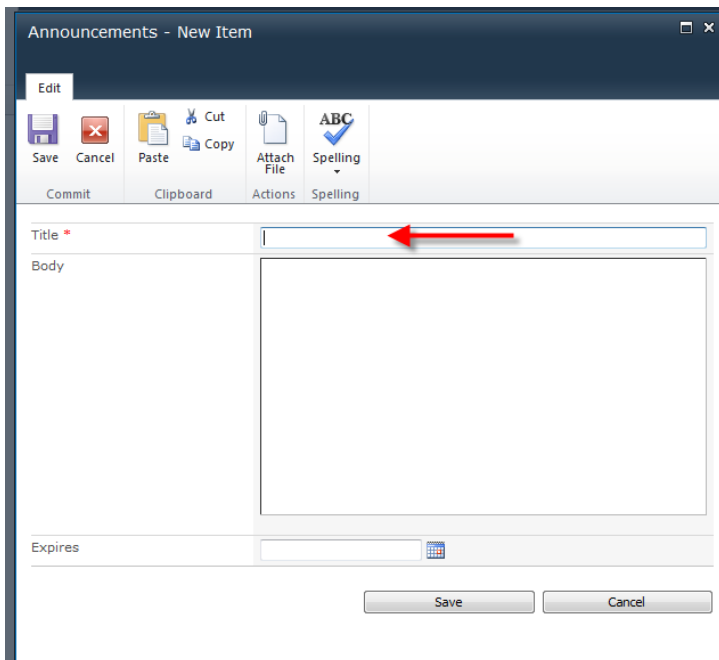 Announcements - New Item
Edit
Cut
Copy
ABC
Save Cancel Paste Attach File Spelling
Commit Clipboard Actions Spelling
Title *
Body
Expires
Save Cancel